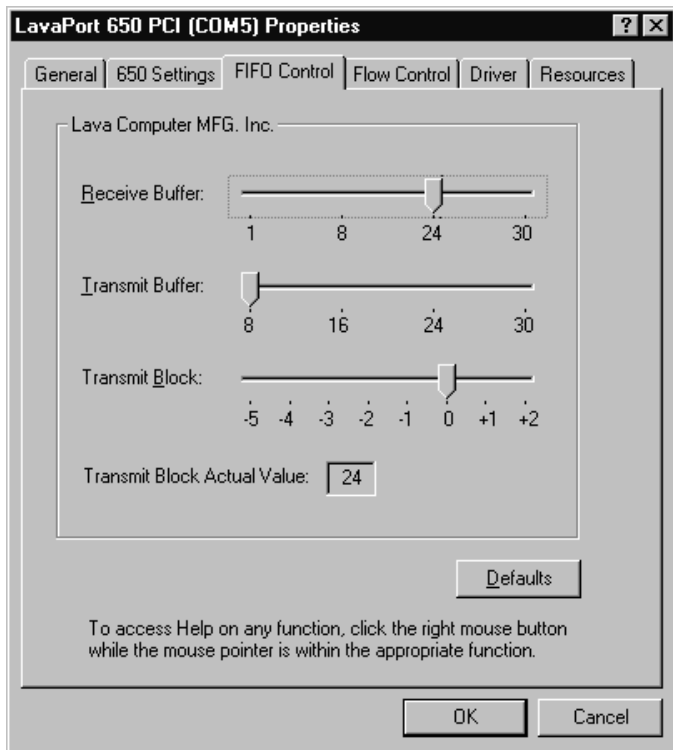 LavaPort 650 PCI (COM5) Properties
General 650 Settings FIFO Control Flow Control Driver Resources
Lava Computer MFG. Inc.
Receive Buffer:
1 8 24 30
Transmit Buffer:
8 16 24 30
Transmit Block:
-5 -4 -3 -2 -1 0 +1 +2
Transmit Block Actual Value: 24
Defaults
To access Help on any function, click the right mouse button
while the mouse pointer is within the appropriate function.
OK Cancel